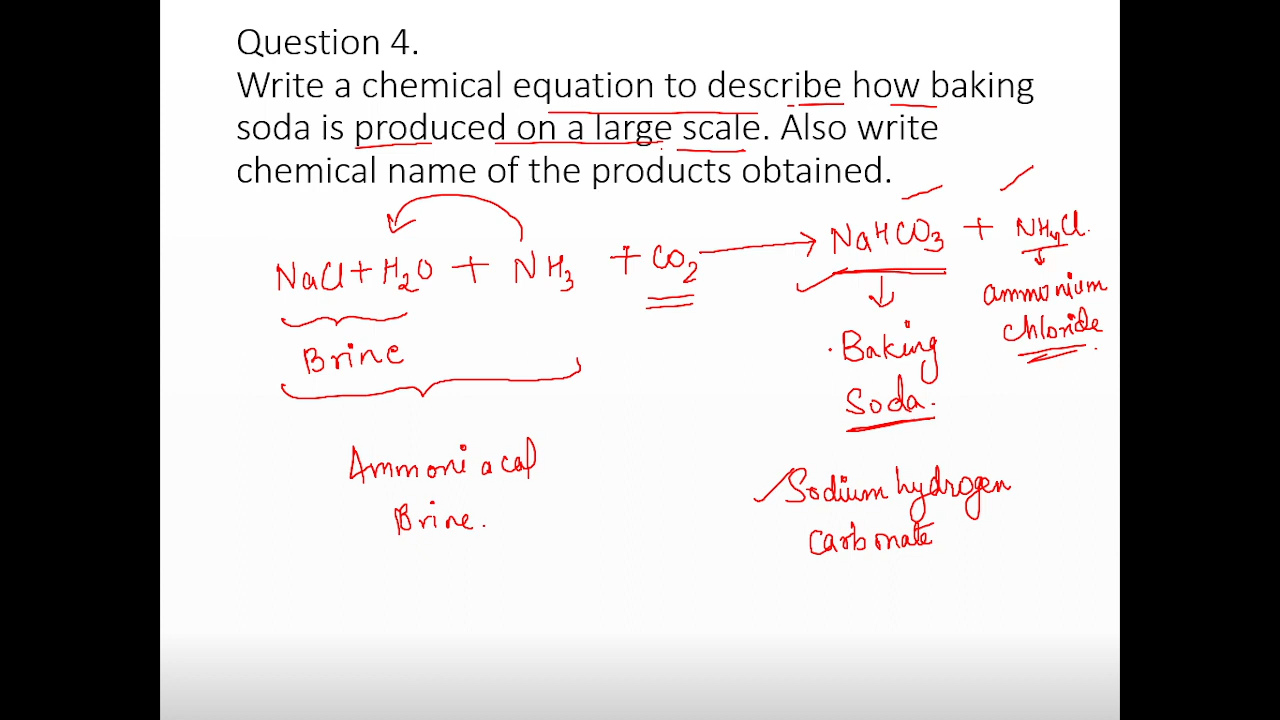 Question 4.
Write a chemical equation to describe how baking
soda is produced on a large scale. Also write
chemical name of the products obtained.
NaCl + H₂O + NH₃ + CO₂ → NaHCO₃ + NH₄Cl.
Brine
Ammoniacal
Brine.
Baking
Soda.
Sodium hydrogen
carbonate
ammonium
chloride.